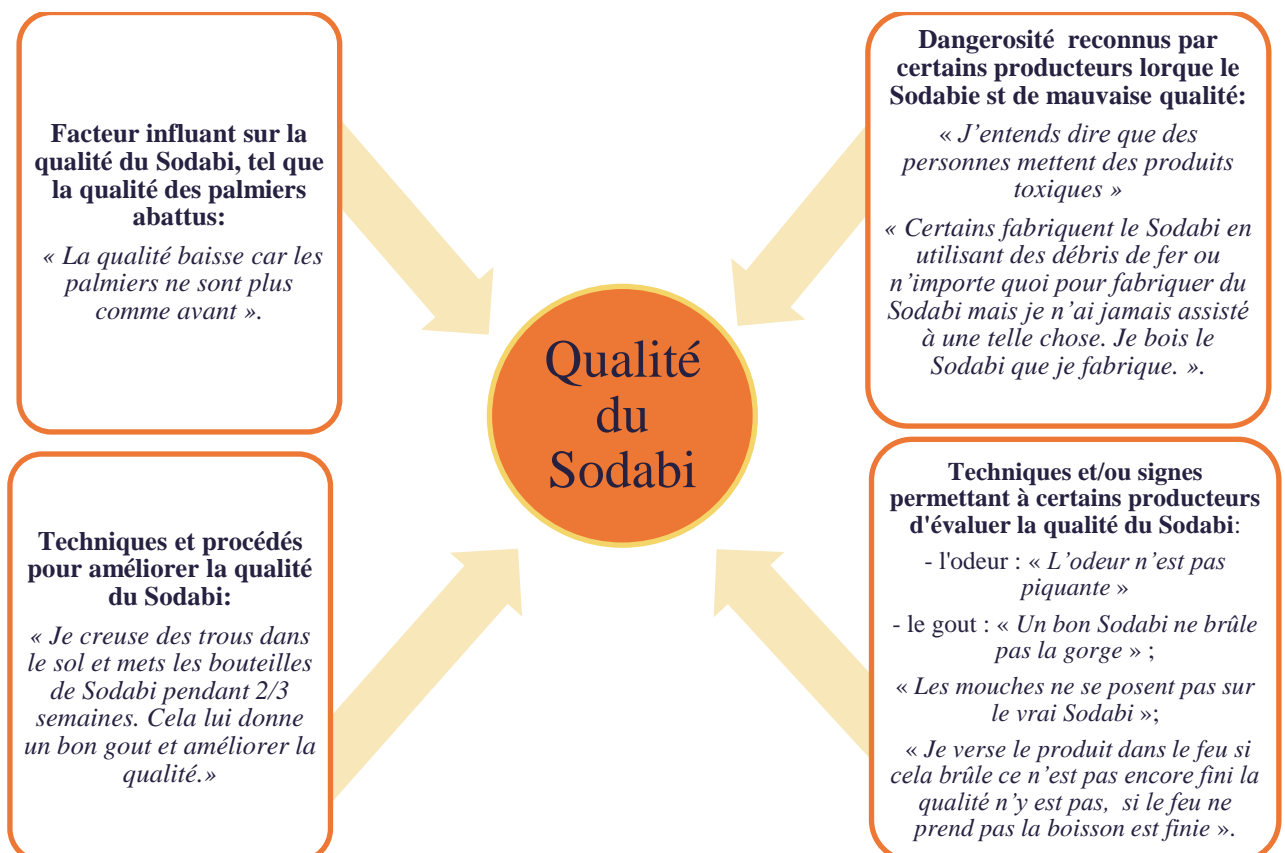 Facteur influant sur la
qualité du Sodabi, tel que
la qualité des palmiers
abattus:
« La qualité baisse car les
palmiers ne sont plus
comme avant ».
Dangerosité reconnus par
certains producteurs lorque le
Sodabie st de mauvaise qualité:
« J’entends dire que des
personnes mettent des produits
toxiques »
« Certains fabriquent le Sodabi en
utilisant des débris de fer ou
n’importe quoi pour fabriquer du
Sodabi mais je n’ai jamais assisté
à une telle chose. Je bois le
Sodabi que je fabrique. ».
Qualité
du
Sodabi
Techniques et procédés
pour améliorer la qualité
du Sodabi:
« Je creuse des trous dans
le sol et mets les bouteilles
de Sodabi pendant 2/3
semaines. Cela lui donne
un bon gout et améliorer la
qualité.»
Techniques et/ou signes
permettant à certains producteurs
d'évaluer la qualité du Sodabi:
- l'odeur : « L’odeur n’est pas
piquante »
- le gout : « Un bon Sodabi ne brûle
pas la gorge » ;
« Les mouches ne se posent pas sur
le vrai Sodabi »;
« Je verse le produit dans le feu si
cela brûle ce n’est pas encore fini la
qualité n’y est pas, si le feu ne
prend pas la boisson est finie ».